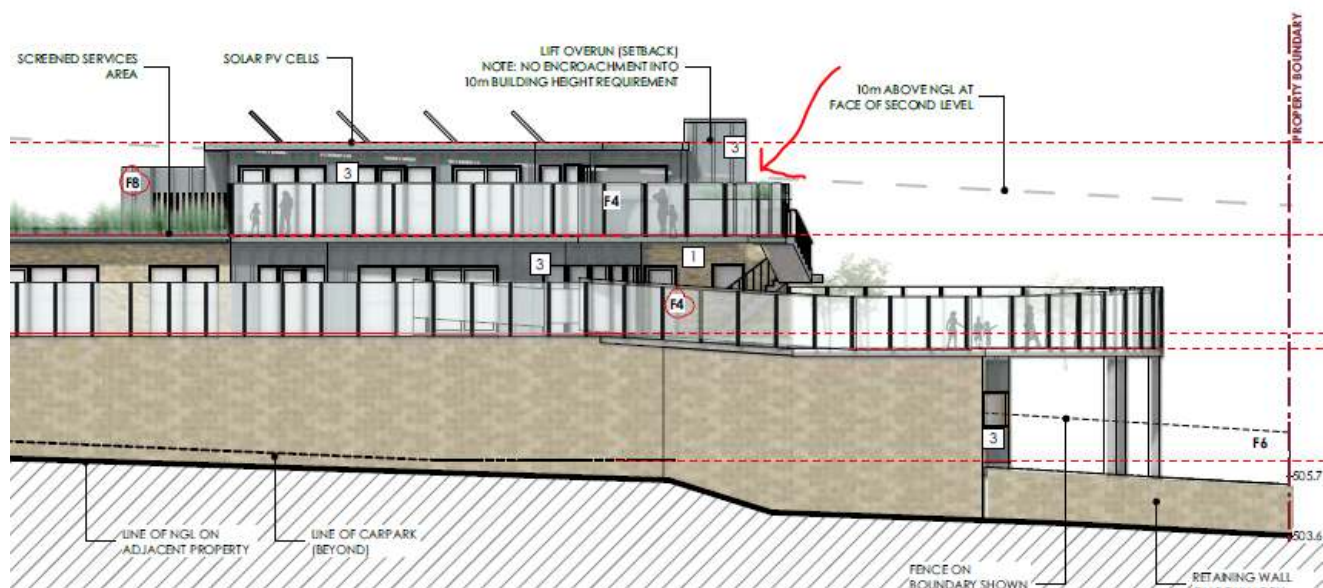 SCREENED SERVICES
AREA
SOLAR PV CELLS
LIFT OVERUN (SETBACK)
NOTE: NO ENCROACHMENT INTO
10m BUILDING HEIGHT REQUIREMENT
10m ABOVE NGL AT
FACE OF SECOND LEVEL
PROPERTY BOUNDARY
3
F8
3
F4
1
3
F4
3
F6
505.7
503.6
LINE OF NGL ON
ADJACENT PROPERTY
LINE OF CARPARK
(BEYOND)
FENCE ON
BOUNDARY SHOWN
RETAINING WALL